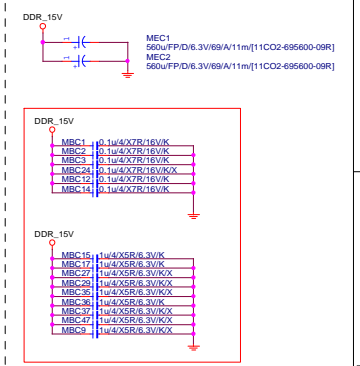 DDR_15V
1
MEC1
560u/FP/D/6.3V/69/A/11m/[11CO2-695600-09R]
1
MEC2
560u/FP/D/6.3V/69/A/11m/[11CO2-695600-09R]
DDR_15V
MBC1 0.1u/4/X7R/16V/K
MBC2 0.1u/4/X7R/16V/K
MBC3 0.1u/4/X7R/16V/K
MBC24 0.1u/4/X7R/16V/K/X
MBC12 0.1u/4/X7R/16V/K
MBC14 0.1u/4/X7R/16V/K
DDR_15V
MBC15 1u/4/X5R/6.3V/K
MBC17 1u/4/X5R/6.3V/K
MBC27 1u/4/X5R/6.3V/K/X
MBC29 1u/4/X5R/6.3V/K/X
MBC35 1u/4/X5R/6.3V/K/X
MBC36 1u/4/X5R/6.3V/K
MBC37 1u/4/X5R/6.3V/K/X
MBC47 1u/4/X5R/6.3V/K/X
MBC9 1u/4/X5R/6.3V/K/X